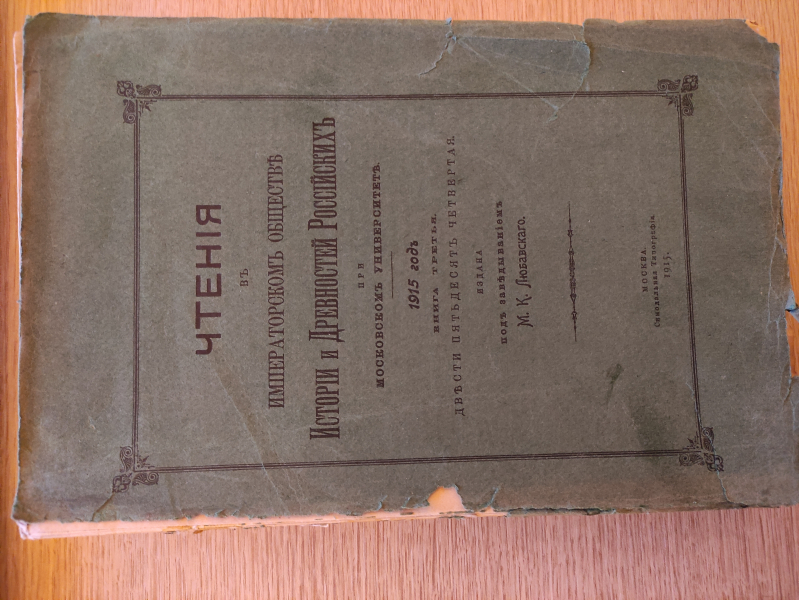 ЧТЕНІЯ
ВЪ
ИМПЕРАТОРСКОМЪ ОБЩЕСТВѢ
ИСТОРІИ И ДРЕВНОСТЕЙ РОССІЙСКИХЪ
ПРИ
МОСКОВСКОМЪ УНИВЕРСИТЕТѢ.
1915 годъ
КНИГА ТРЕТЬЯ.
ДВѢСТИ ПЯТЬДЕСЯТЪ ЧЕТВЕРТАЯ.
ИЗДАНА
ПОДЪ ЗАВѢДЫВАНІЕМЪ
М. К. Любавскаго.
МОСКВА.
Синодальная Типографія.
1915.